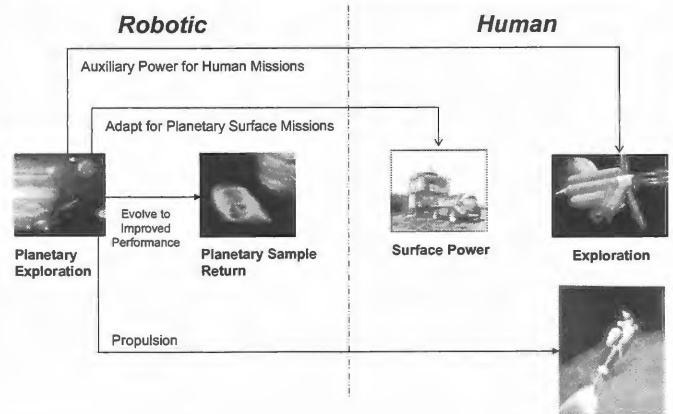 Robotic
Human
Auxiliary Power for Human Missions
Adapt for Planetary Surface Missions
Evolve to
Improved
Performance
Planetary
Exploration
Planetary Sample
Return
Surface Power
Exploration
Propulsion